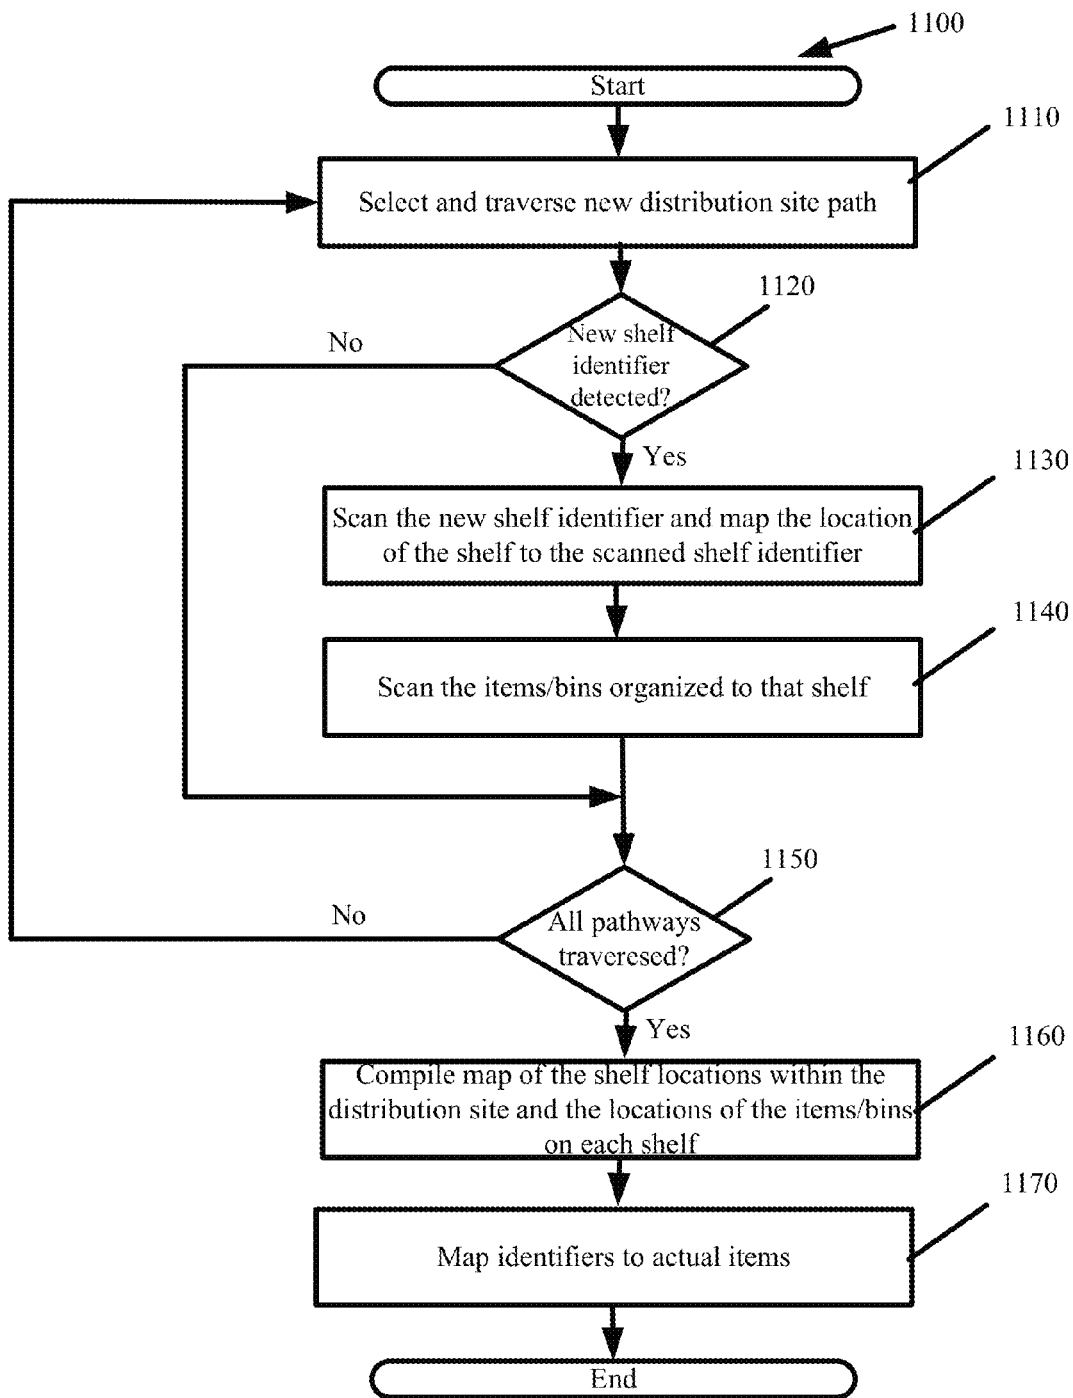 1100
Start
1110
Select and traverse new distribution site path
1120
New shelf
identifier
detected?
No
Yes
1130
Scan the new shelf identifier and map the location
of the shelf to the scanned shelf identifier
1140
Scan the items/bins organized to that shelf
1150
All pathways
traveresed?
No
Yes
1160
Compile map of the shelf locations within the
distribution site and the locations of the items/bins
on each shelf
1170
Map identifiers to actual items
End